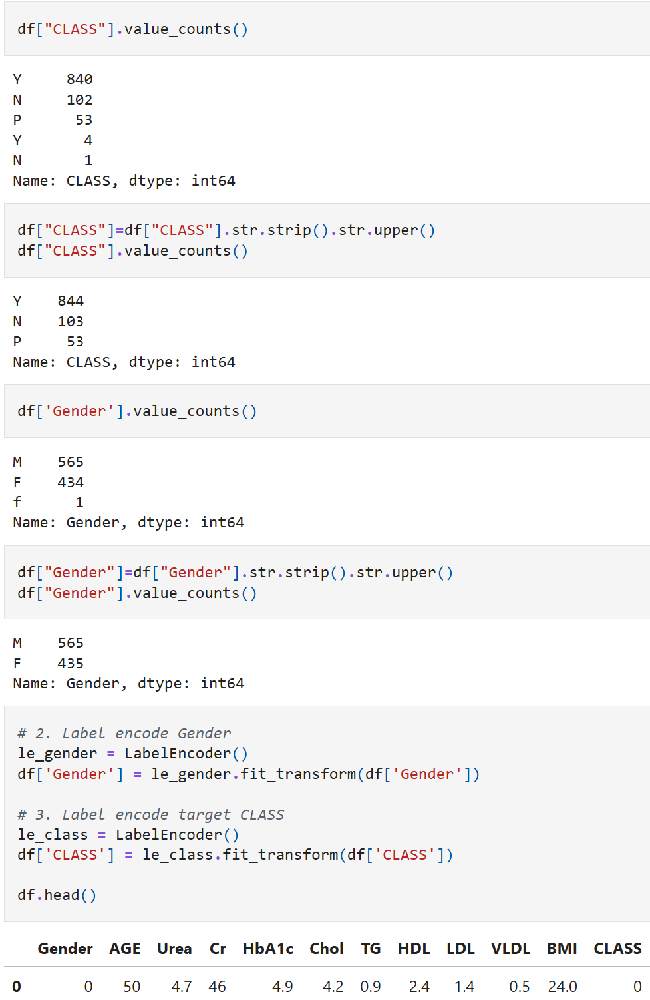 df["CLASS"].value_counts()
Y     840
N     102
P      53
Y       4
N       1
Name: CLASS, dtype: int64
df["CLASS"]=df["CLASS"].str.strip().str.upper()
df["CLASS"].value_counts()
Y    844
N    103
P     53
Name: CLASS, dtype: int64
df['Gender'].value_counts()
M    565
F    434
f      1
Name: Gender, dtype: int64
df["Gender"]=df["Gender"].str.strip().str.upper()
df["Gender"].value_counts()
M    565
F    435
Name: Gender, dtype: int64
# 2. Label encode Gender
le_gender = LabelEncoder()
df['Gender'] = le_gender.fit_transform(df['Gender'])
# 3. Label encode target CLASS
le_class = LabelEncoder()
df['CLASS'] = le_class.fit_transform(df['CLASS'])
df.head()
Gender AGE Urea Cr HbA1c Chol TG HDL LDL VLDL BMI CLASS
0 0 50 4.7 46 4.9 4.2 0.9 2.4 1.4 0.5 24.0 0